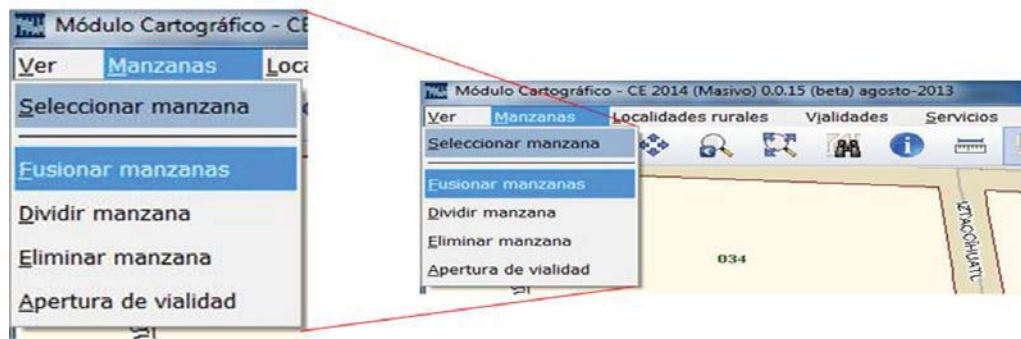 Módulo Cartográfico - CE
Ver Manzanas Loca
Seleccionar manzana
Fusionar manzanas
Dividir manzana
Eliminar manzana
Apertura de vialidad
Módulo Cartográfico - CE 2014 (Masivo) 0.0.15 (beta) agosto-2013
Ver Manzanas Localidades rurales Vialidades Servicios
Seleccionar manzana
Fusionar manzanas
Dividir manzana
Eliminar manzana
Apertura de vialidad
034
IZTACCÍHUATL